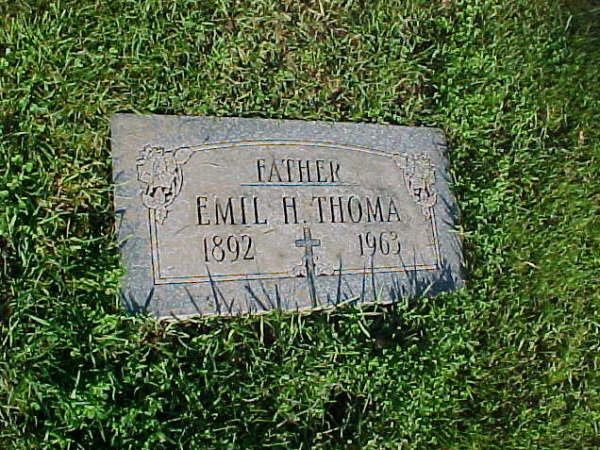 FATHER
EMIL H. THOMA
1892 1963